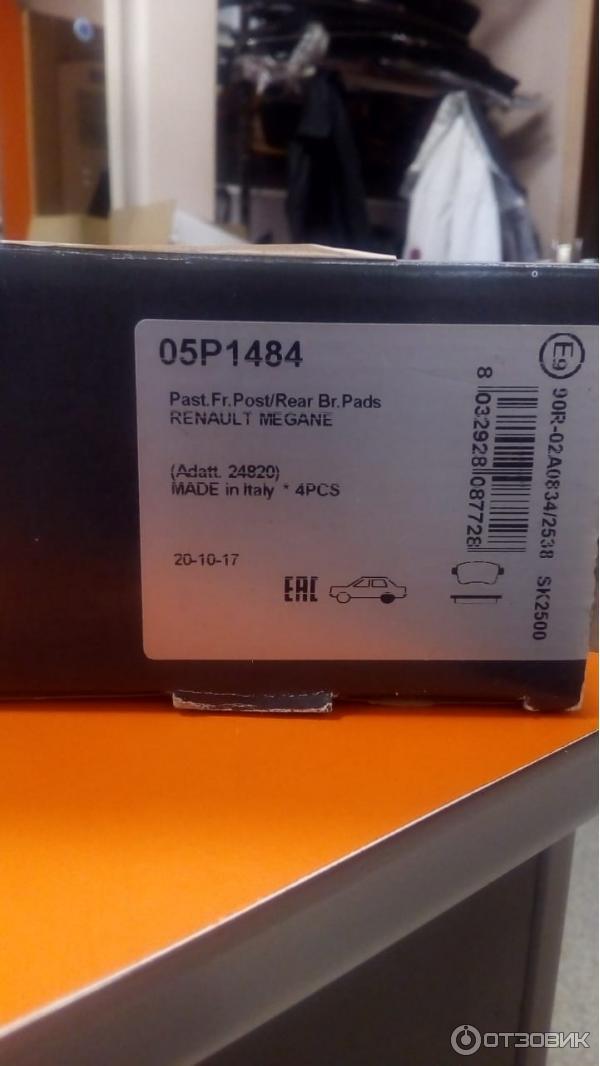 05P1484
Past.Fr.Post/Rear Br.Pads
RENAULT MEGANE
(Adatt. 24820)
MADE in Italy * 4PCS
20-10-17
EAC
8 032928 087728
E9 90R-02A0834/2538
SK2500
ОТЗОВИК